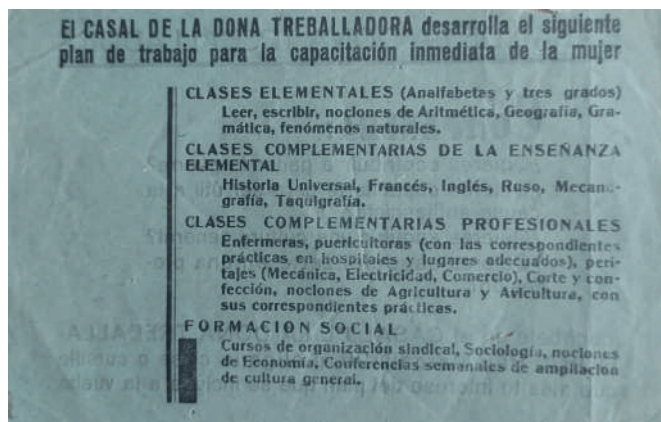 El CASAL DE LA DONA TREBALLADORA desarrolla el siguiente
plan de trabajo para la capacitación inmediata de la mujer
CLASES ELEMENTALES (Analfabetas y tres grados)
Leer, escribir, nociones de Aritmética, Geografía, Gra-
mática, fenómenos naturales.
CLASES COMPLEMENTARIAS DE LA ENSEÑANZA
ELEMENTAL
Historia Universal, Francés, Inglés, Ruso, Mecano-
grafía, Taquigrafía.
CLASES COMPLEMENTARIAS PROFESIONALES
Enfermeras, puericultoras (con las correspondientes
prácticas en hospitales y lugares adecuados), peri-
tajes (Mecánica, Electricidad, Comercio), Corte y con-
fección, nociones de Agricultura y Avicultura, con
sus correspondientes prácticas.
FORMACION SOCIAL
Cursos de organización sindical, Sociología, nociones
de Economía, Conferencias semanales de ampliación
de cultura general.